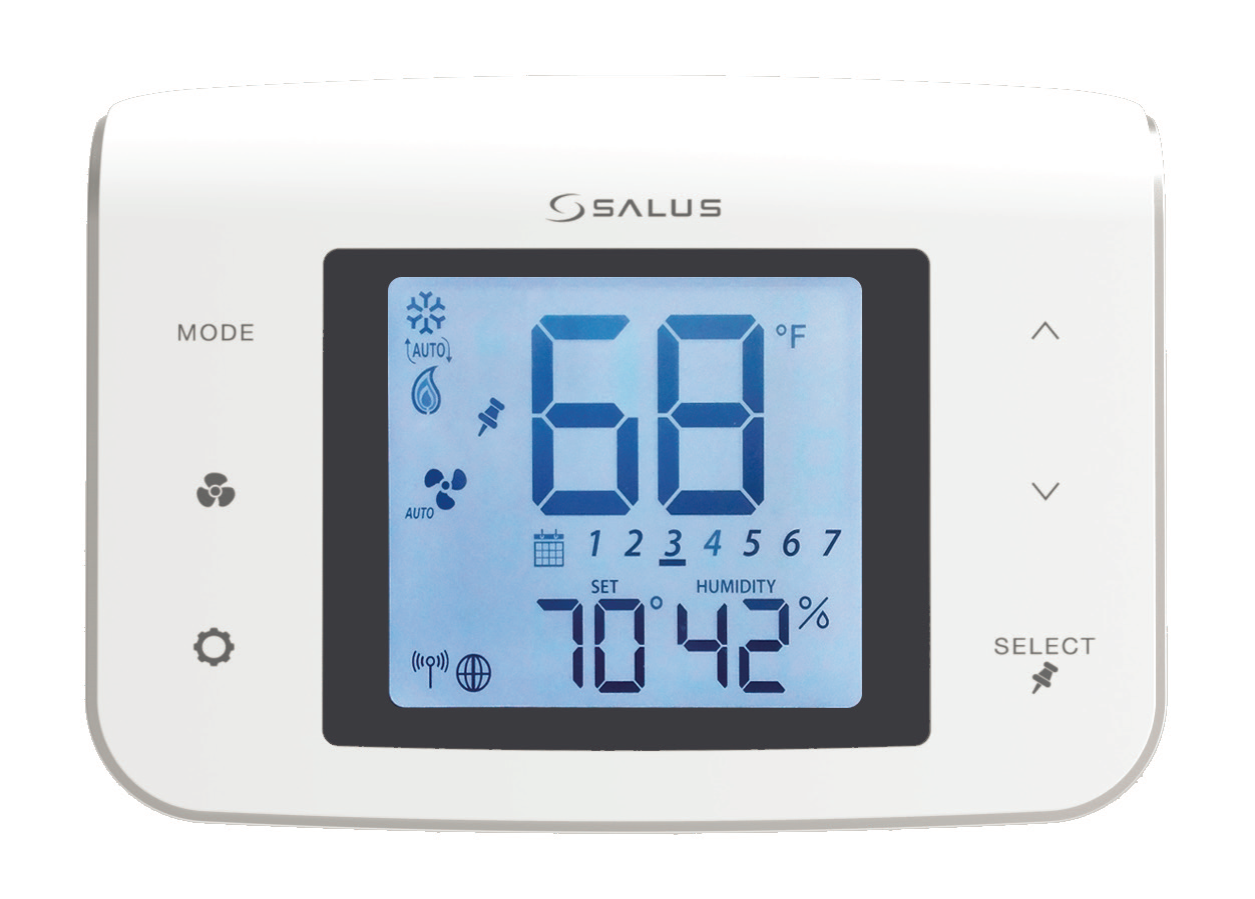 SALUS
MODE
AUTO
68 °F
AUTO
1 2 3 4 5 6 7
SET HUMIDITY
70° 42%
SELECT